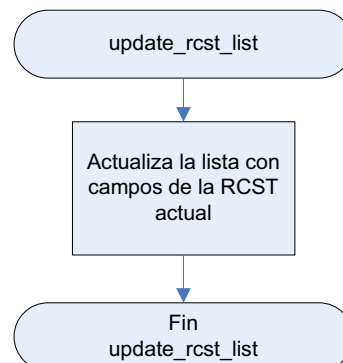 update_rcst_list
Actualiza la lista con
campos de la RCST
actual
Fin
update_rcst_list